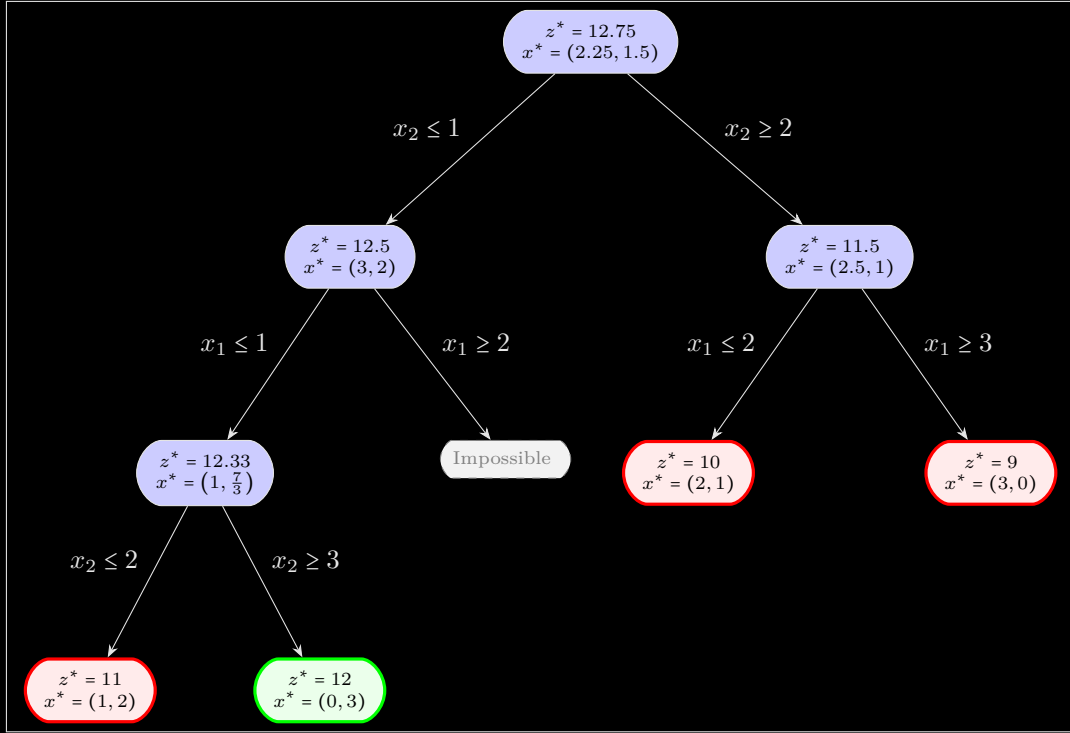 z* = 12.75
x* = (2.25, 1.5)
x₂ ≤ 1
x₂ ≥ 2
z* = 12.5
x* = (3, 2)
z* = 11.5
x* = (2.5, 1)
x₁ ≤ 1
x₁ ≥ 2
x₁ ≤ 2
x₁ ≥ 3
z* = 12.33
x* = (1, 7/3)
Impossible
z* = 10
x* = (2, 1)
z* = 9
x* = (3, 0)
x₂ ≤ 2
x₂ ≥ 3
z* = 11
x* = (1, 2)
z* = 12
x* = (0, 3)